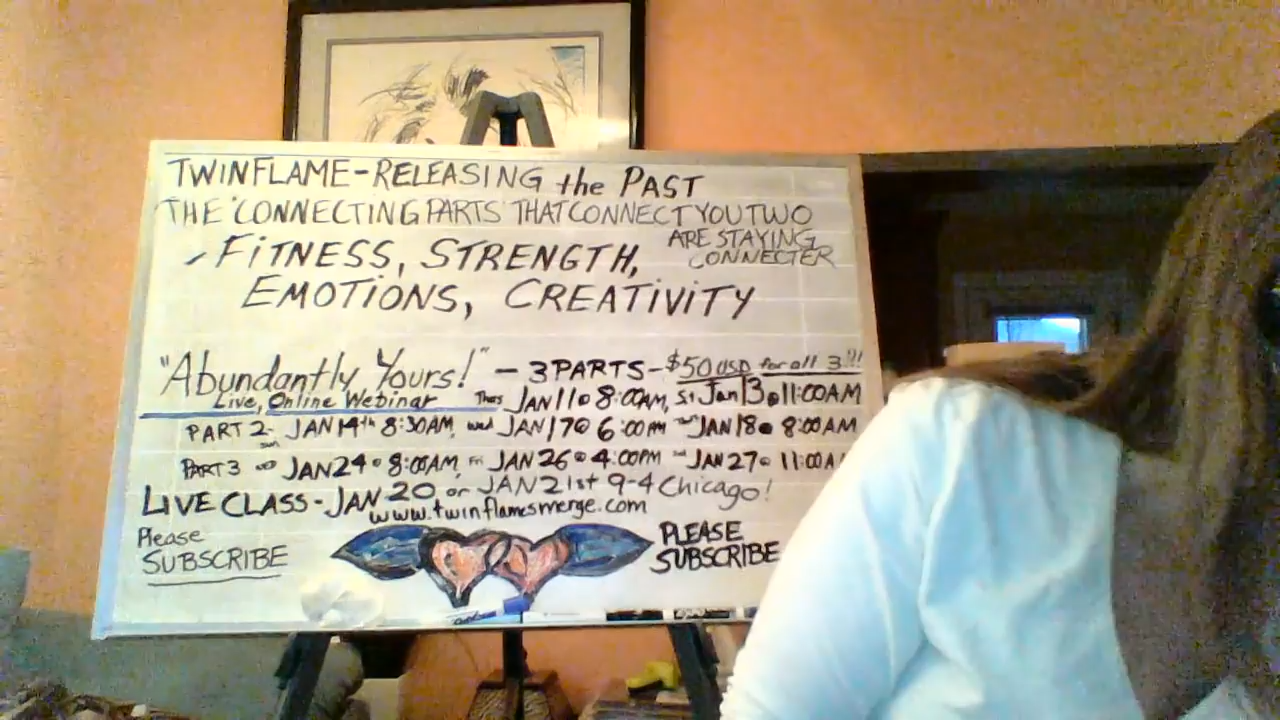 TWINFLAME-RELEASING the PAST
THE "CONNECTING PARTS" THAT CONNECT YOU TWO
ARE STAYING
CONNECTER
- FITNESS, STRENGTH,
EMOTIONS, CREATIVITY
"Abundantly Yours!" - 3 PARTS - $50 USD for all 3!!!
Live, Online Webinar Thurs JAN 11 @ 8:00AM, Jan 13 @ 11:00AM
PART 2 - JAN 14th 8:30AM, wed JAN 17 @ 6:00PM JAN 18 @ 8:00AM
sun
PART 3 JAN 24 @ 8:00AM, Fri JAN 26 @ 4:00PM JAN 27 @ 11:00A
LIVE CLASS - JAN 20, or JAN 21st 9-4 Chicago!
www.twinflamesmerge.com
Please
SUBSCRIBE
PLEASE
SUBSCRIBE